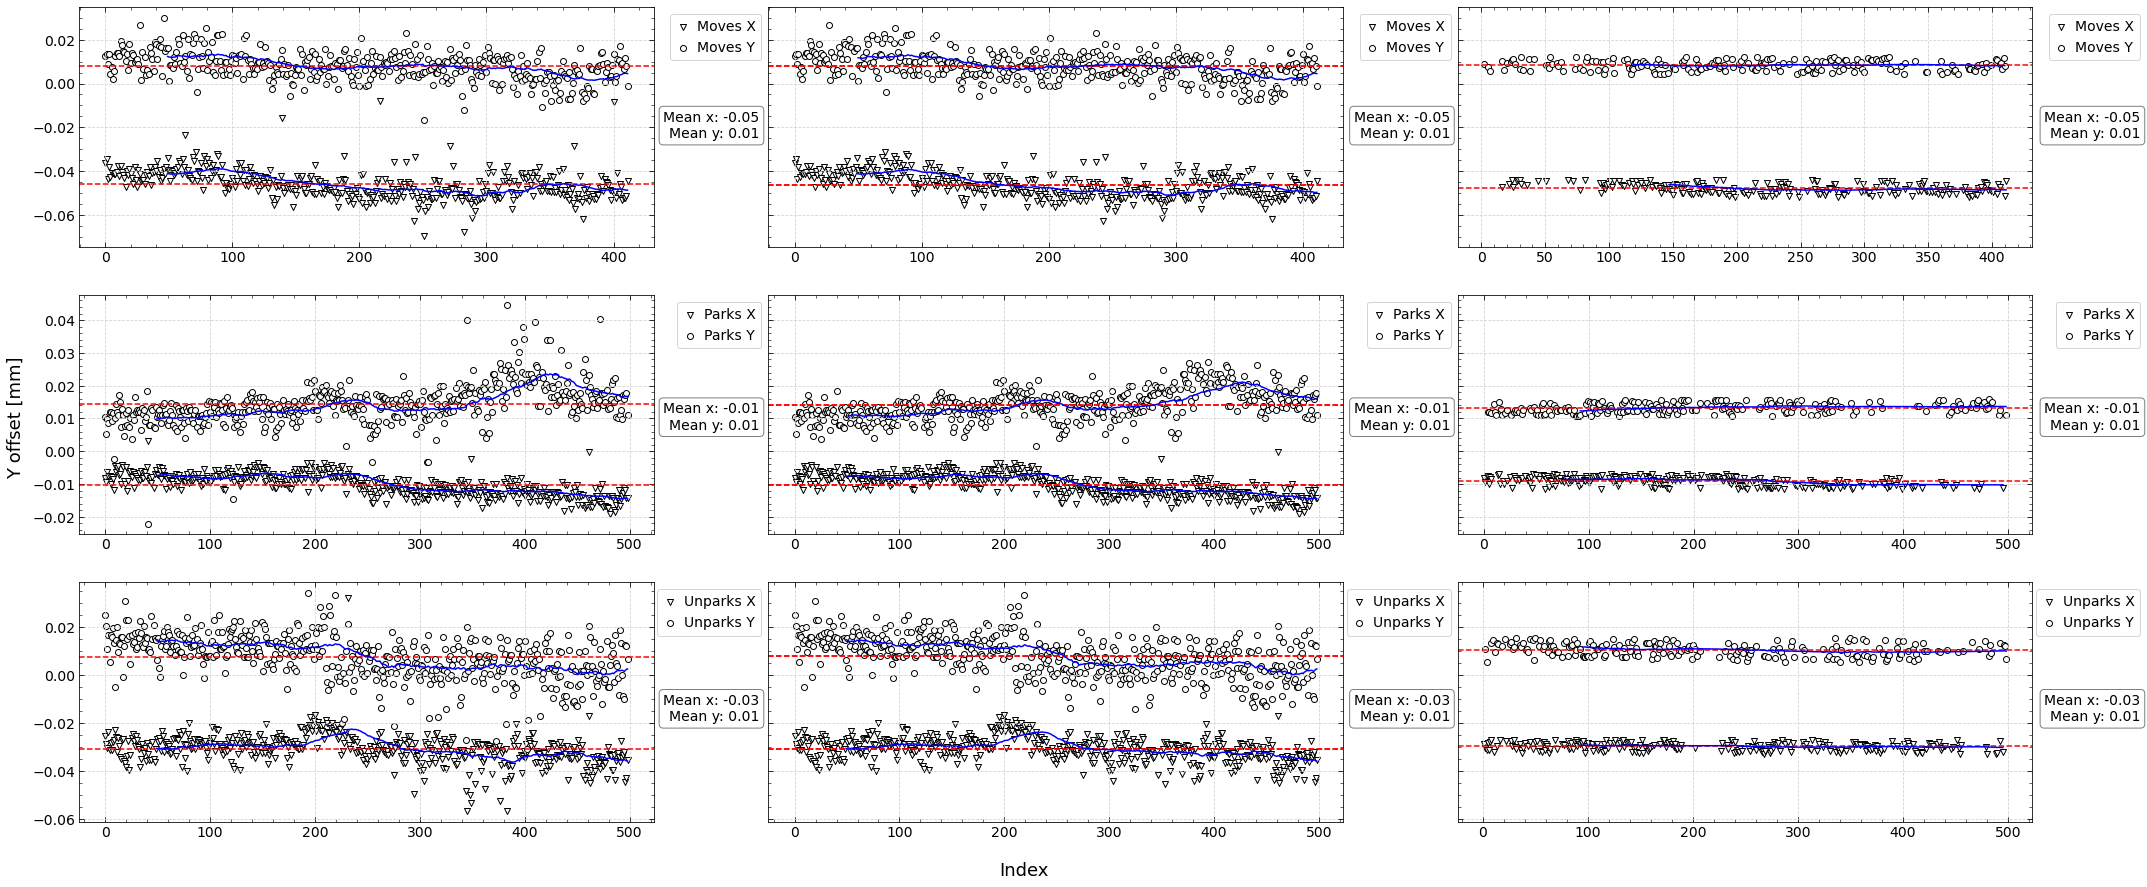 0.02
0.00
−0.02
−0.04
−0.06
0
100
200
300
400
Moves X
Moves Y
Mean x: -0.05
Mean y: 0.01
0
100
200
300
400
Moves X
Moves Y
Mean x: -0.05
Mean y: 0.01
0
50
100
150
200
250
300
350
400
Moves X
Moves Y
Mean x: -0.05
Mean y: 0.01
Y offset [mm]
0.04
0.03
0.02
0.01
0.00
−0.01
−0.02
0
100
200
300
400
500
Parks X
Parks Y
Mean x: -0.01
Mean y: 0.01
0
100
200
300
400
500
Parks X
Parks Y
Mean x: -0.01
Mean y: 0.01
0
100
200
300
400
500
Parks X
Parks Y
Mean x: -0.01
Mean y: 0.01
0.02
0.00
−0.02
−0.04
−0.06
0
100
200
300
400
500
Unparks X
Unparks Y
Mean x: -0.03
Mean y: 0.01
0
100
200
300
400
500
Unparks X
Unparks Y
Mean x: -0.03
Mean y: 0.01
0
100
200
300
400
500
Unparks X
Unparks Y
Mean x: -0.03
Mean y: 0.01
Index